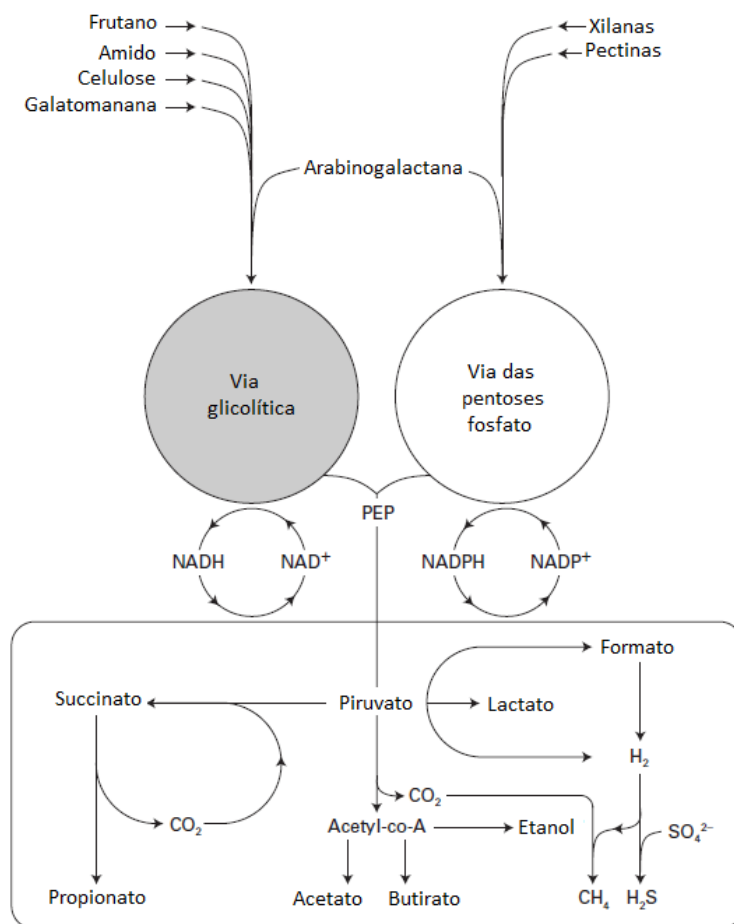 Frutano
Amido
Celulose
Galatomanana
Xilanas
Pectinas
Arabinogalactana
Via
glicolítica
Via das
pentoses
fosfato
PEP
NADH
NAD⁺
NADPH
NADP⁺
Formato
Succinato
Piruvato
Lactato
H₂
CO₂
CO₂
Acetyl-co-A
Etanol
SO₄²⁻
Propionato
Acetato
Butirato
CH₄
H₂S